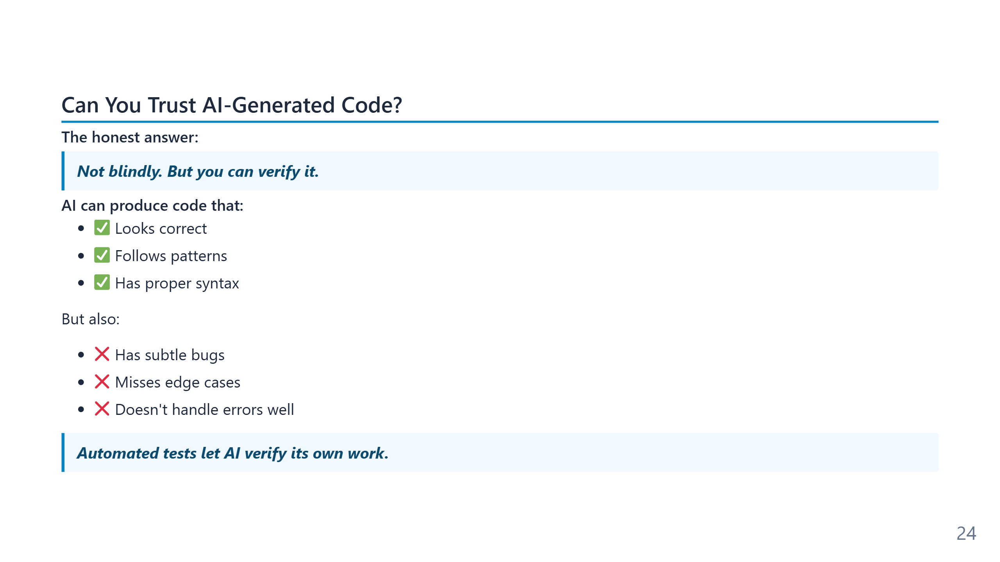 Can You Trust AI-Generated Code?
The honest answer:
Not blindly. But you can verify it.
AI can produce code that:
• ✅ Looks correct
• ✅ Follows patterns
• ✅ Has proper syntax
But also:
• ❌ Has subtle bugs
• ❌ Misses edge cases
• ❌ Doesn't handle errors well
Automated tests let AI verify its own work.
24